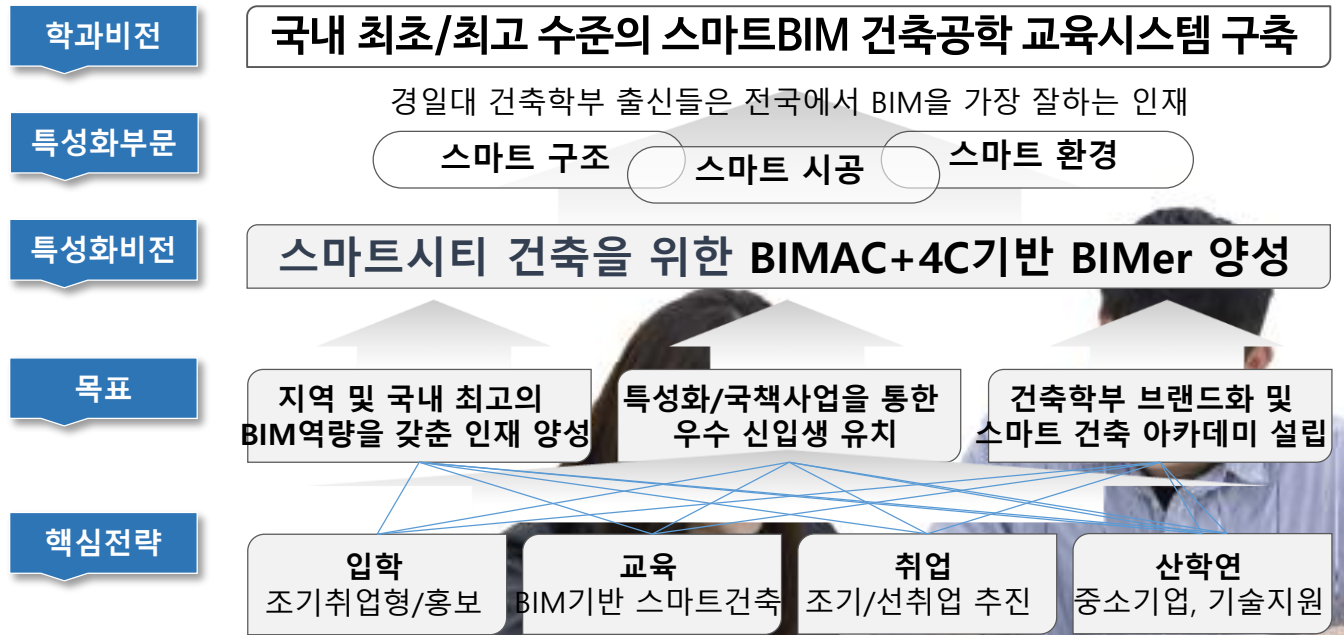 학과비전
국내 최초/최고 수준의 스마트BIM 건축공학 교육시스템 구축
경일대 건축학부 출신들은 전국에서 BIM을 가장 잘하는 인재
특성화부문
스마트 구조
스마트 시공
스마트 환경
특성화비전
스마트시티 건축을 위한 BIMAC+4C기반 BIMer 양성
목표
지역 및 국내 최고의
BIM역량을 갖춘 인재 양성
특성화/국책사업을 통한
우수 신입생 유치
건축학부 브랜드화 및
스마트 건축 아카데미 설립
핵심전략
입학
조기취업형/홍보
교육
BIM기반 스마트건축
취업
조기/선취업 추진
산학연
중소기업, 기술지원